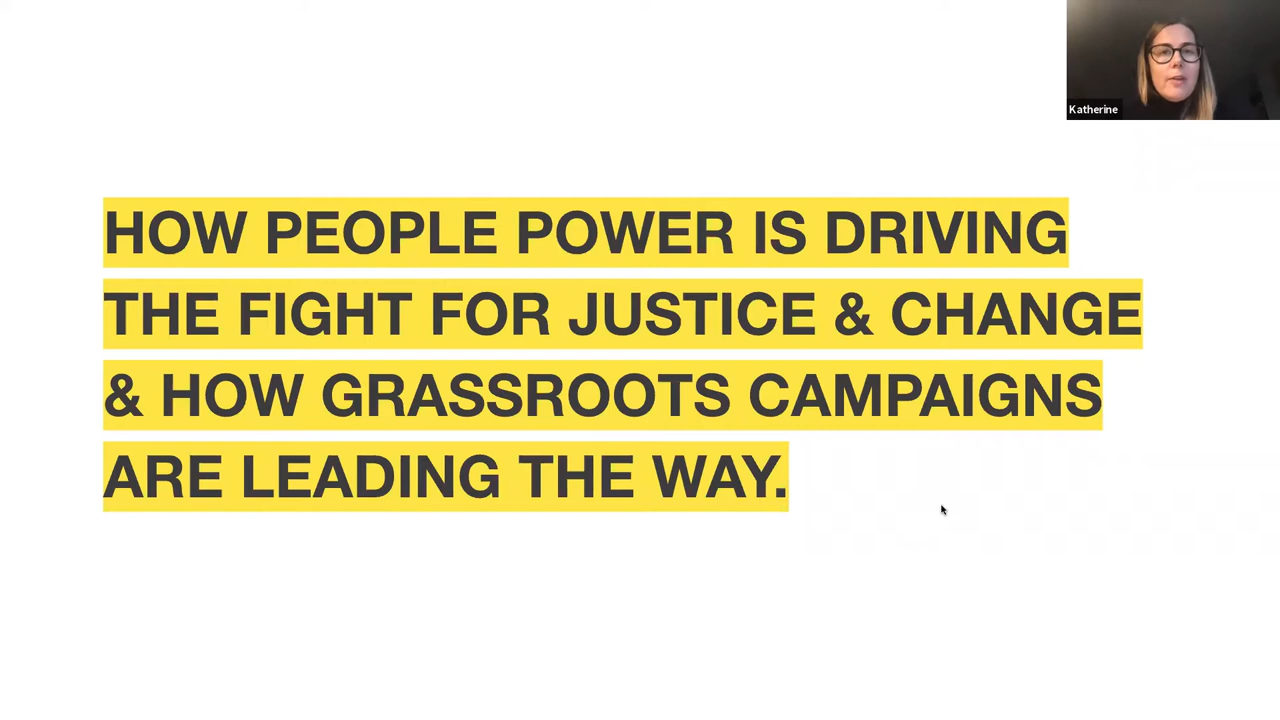 Katherine
HOW PEOPLE POWER IS DRIVING
THE FIGHT FOR JUSTICE & CHANGE
& HOW GRASSROOTS CAMPAIGNS
ARE LEADING THE WAY.